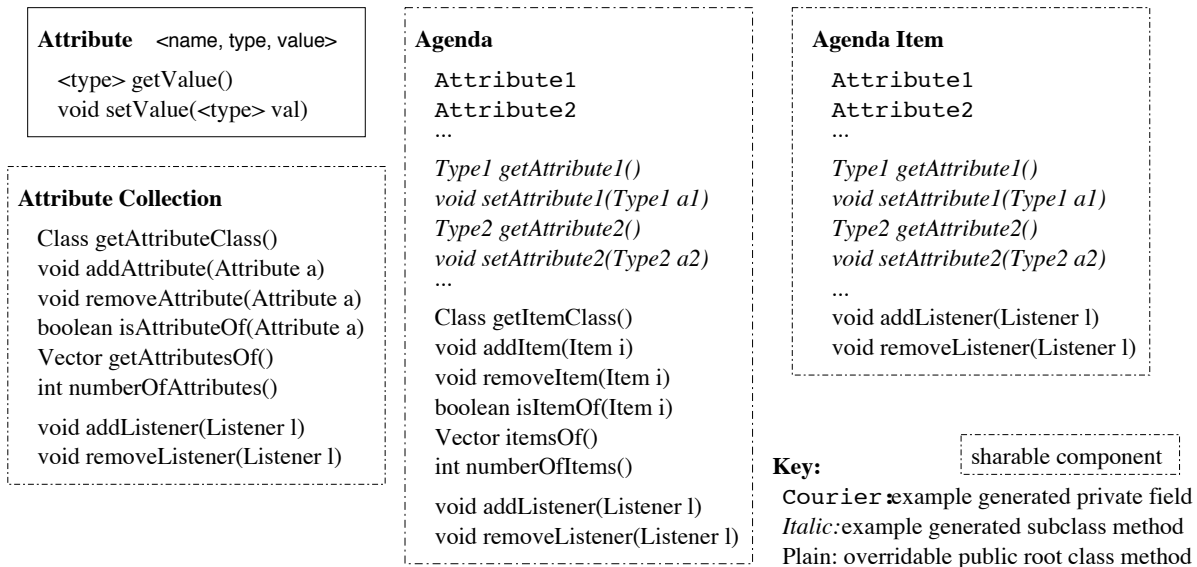 Attribute <name, type, value>
<type> getValue()
void setValue(<type> val)
Attribute Collection
Class getAttributeClass()
void addAttribute(Attribute a)
void removeAttribute(Attribute a)
boolean isAttributeOf(Attribute a)
Vector getAttributesOf()
int numberOfAttributes()
void addListener(Listener l)
void removeListener(Listener l)
Agenda
Attribute1
Attribute2
...
Type1 getAttribute1()
void setAttribute1(Type1 a1)
Type2 getAttribute2()
void setAttribute2(Type2 a2)
...
Class getItemClass()
void addItem(Item i)
void removeItem(Item i)
boolean isItemOf(Item i)
Vector itemsOf()
int numberOfItems()
void addListener(Listener l)
void removeListener(Listener l)
Agenda Item
Attribute1
Attribute2
...
Type1 getAttribute1()
void setAttribute1(Type1 a1)
Type2 getAttribute2()
void setAttribute2(Type2 a2)
...
void addListener(Listener l)
void removeListener(Listener l)
Key:
sharable component
Courier:example generated private field
Italic:example generated subclass method
Plain: overridable public root class method